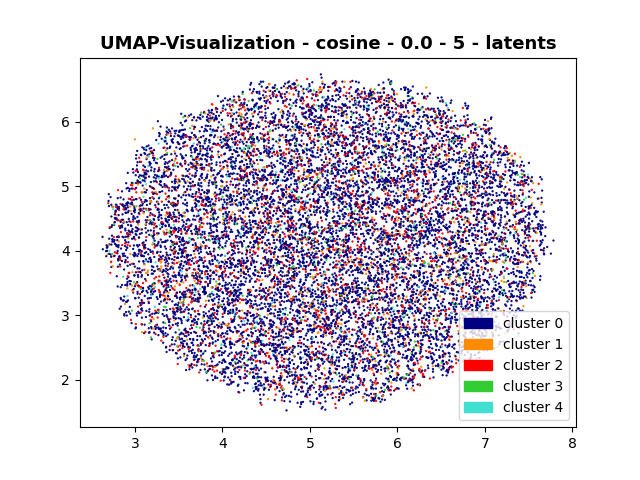 UMAP-Visualization - cosine - 0.0 - 5 - latents
6
5
4
3
2
cluster 0
cluster 1
cluster 2
cluster 3
cluster 4
3 4 5 6 7 8